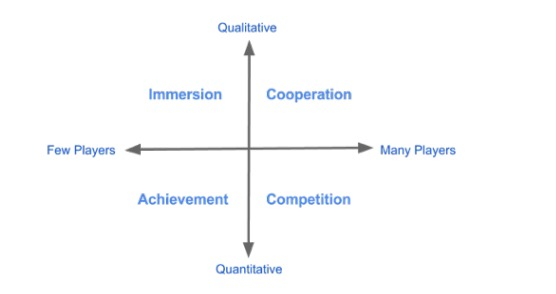 Qualitative
Immersion Cooperation
Few Players Many Players
Achievement Competition
Quantitative